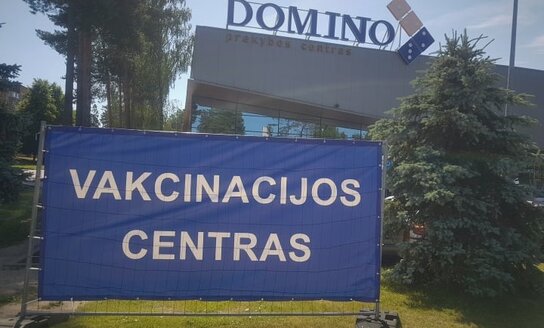 DOMINO
prekybos centras
VAKCINACIJOS
CENTRAS